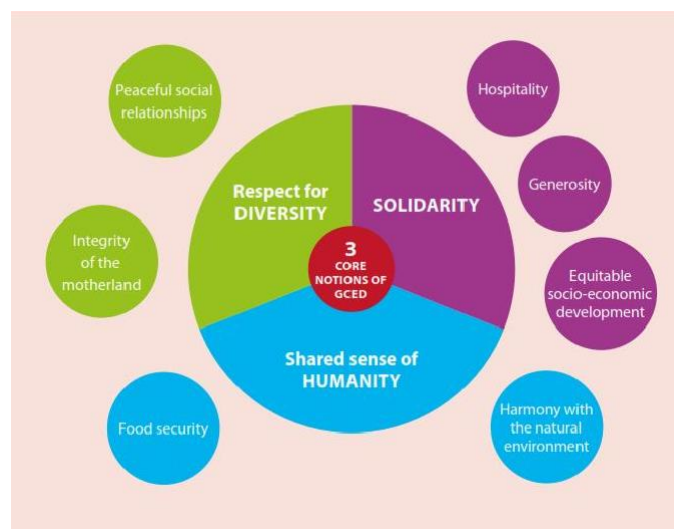 Peaceful social
relationships
Integrity
of the
motherland
Food security
Respect for
DIVERSITY
SOLIDARITY
3
CORE
NOTIONS OF
GCED
Shared sense of
HUMANITY
Hospitality
Generosity
Equitable
socio-economic
development
Harmony with
the natural
environment